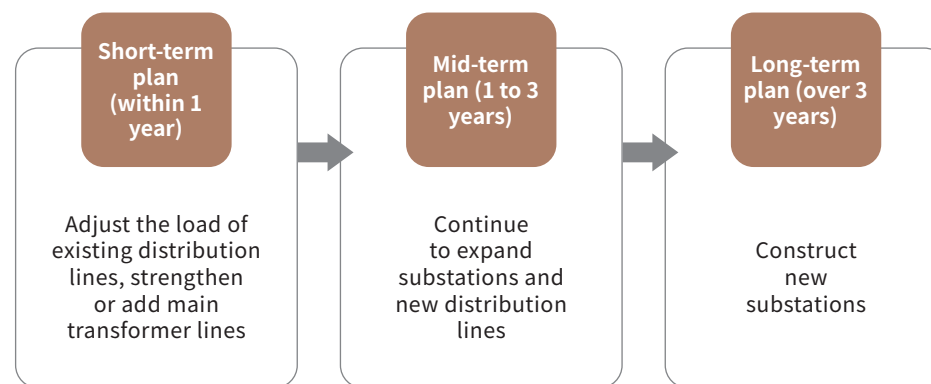 Short-term
plan
(within 1
year)
Adjust the load of
existing distribution
lines, strengthen
or add main
transformer lines
Mid-term
plan (1 to 3
years)
Continue
to expand
substations and
new distribution
lines
Long-term
plan (over 3
years)
Construct
new
substations